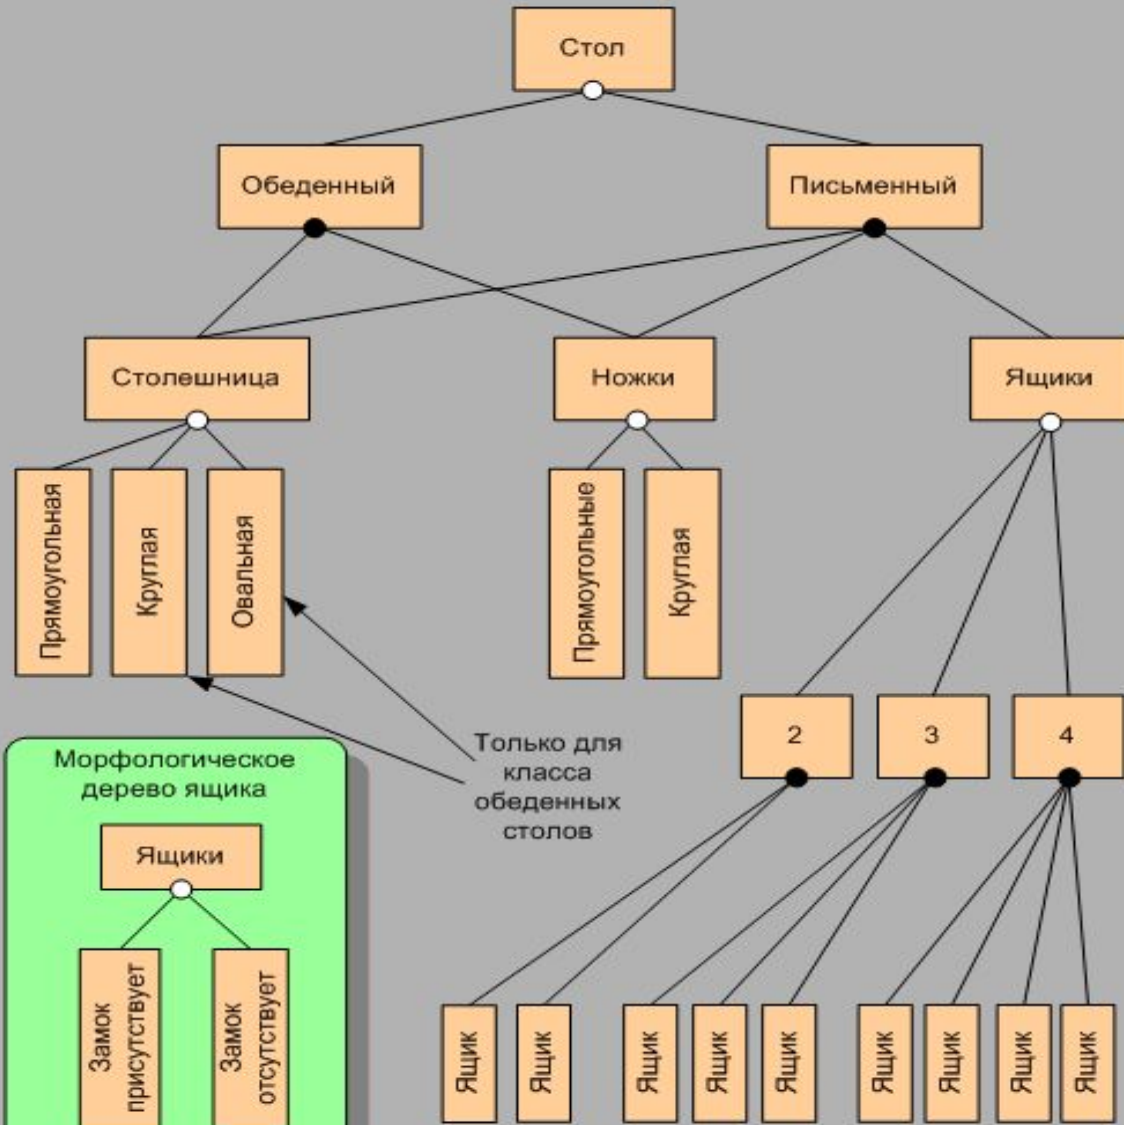 Стол
Обеденный
Письменный
Столешница
Ножки
Ящики
Прямоугольная
Круглая
Овальная
Прямоугольные
Круглая
2
3
4
Только для
класса
обеденных
столов
Морфологическое
дерево ящика
Ящики
Замок
присутствует
Замок
отсутствует
Ящик
Ящик
Ящик
Ящик
Ящик
Ящик
Ящик
Ящик
Ящик